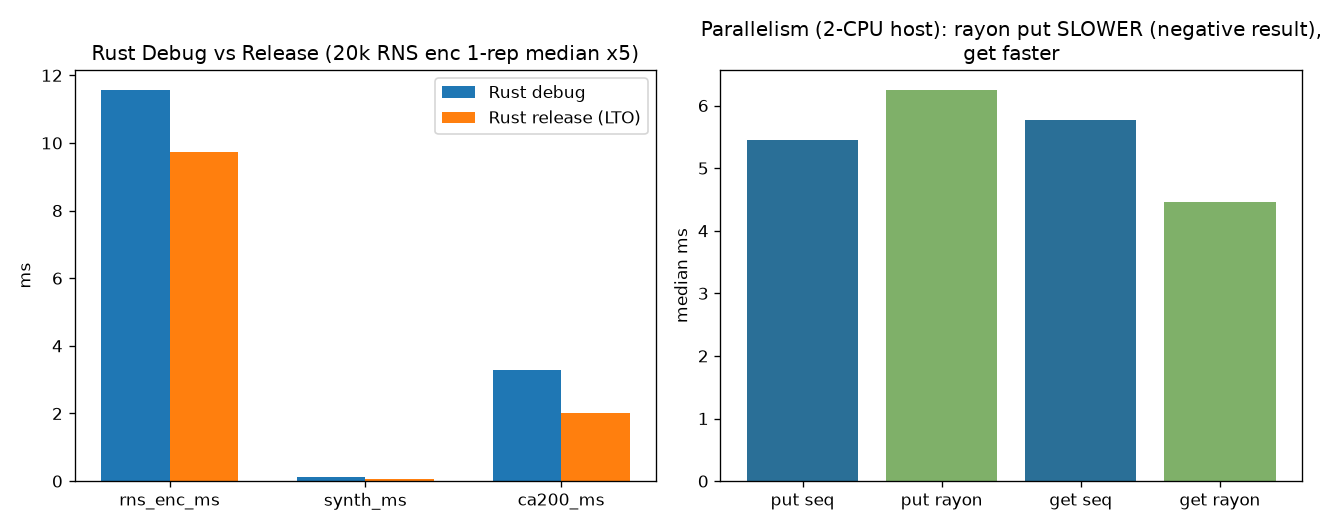 Rust Debug vs Release (20k RNS enc 1-rep median x5)
Rust debug
Rust release (LTO)
ms
12
10
8
6
4
2
0
rns_enc_ms
synth_ms
ca200_ms
Parallelism (2-CPU host): rayon put SLOWER (negative result),
get faster
median ms
6
5
4
3
2
1
0
put seq
put rayon
get seq
get rayon